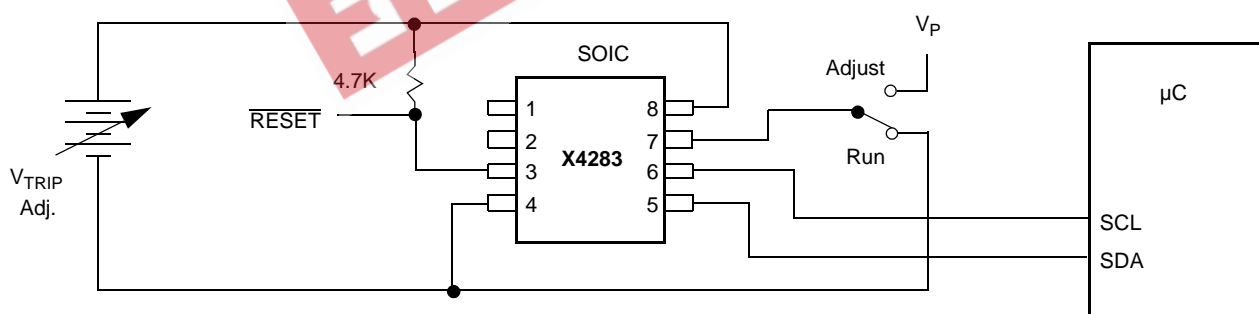 V_P
SOIC
Adjust
4.7K
µC
1
8
RESET
2
7
X4283
Run
3
6
V_TRIP
Adj.
4
5
SCL
SDA